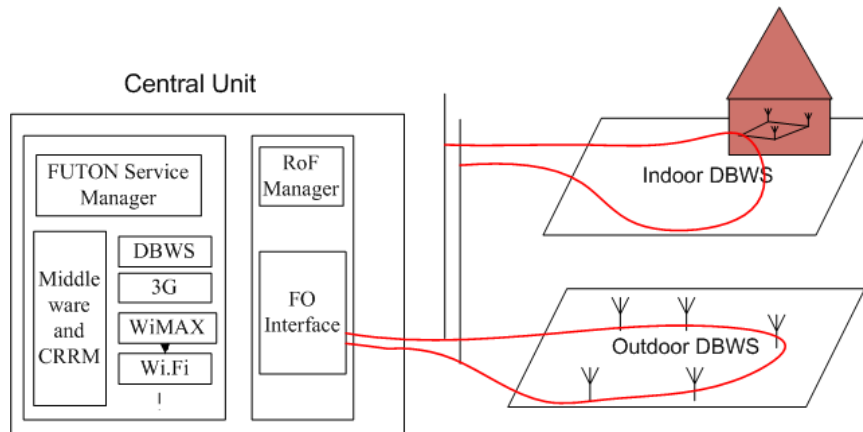 Central Unit
FUTON Service
Manager
Middle
ware
and
CRRM
DBWS
3G
WiMAX
Wi.Fi
RoF
Manager
FO
Interface
Indoor DBWS
Outdoor DBWS